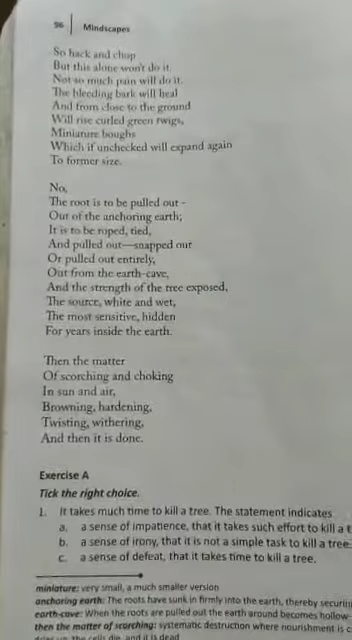 96 Mindscapes
So hack and chop
But this alone won't do it.
Not so much pain will do it.
The bleeding bark will heal
And from close to the ground
Will rise curled green twigs,
Miniature boughs
Which if unchecked will expand again
To former size.
No,
The root is to be pulled out -
Out of the anchoring earth;
It is to be roped, tied,
And pulled out—snapped out
Or pulled out entirely,
Out from the earth-cave,
And the strength of the tree exposed,
The source, white and wet,
The most sensitive, hidden
For years inside the earth.
Then the matter
Of scorching and choking
In sun and air,
Browning, hardening,
Twisting, withering,
And then it is done.
Exercise A
Tick the right choice.
1. It takes much time to kill a tree. The statement indicates
a. a sense of impatience, that it takes such effort to kill a
b. a sense of irony, that it is not a simple task to kill a tree.
c. a sense of defeat, that it takes time to kill a tree.
miniature: very small, a much smaller version
anchoring earth: The roots have sunk in firmly into the earth, thereby
earth-cave: When the roots are pulled out the earth around becomes hollow
then the matter of scorching: systematic destruction where nourishment is
the cells die, and it is dead